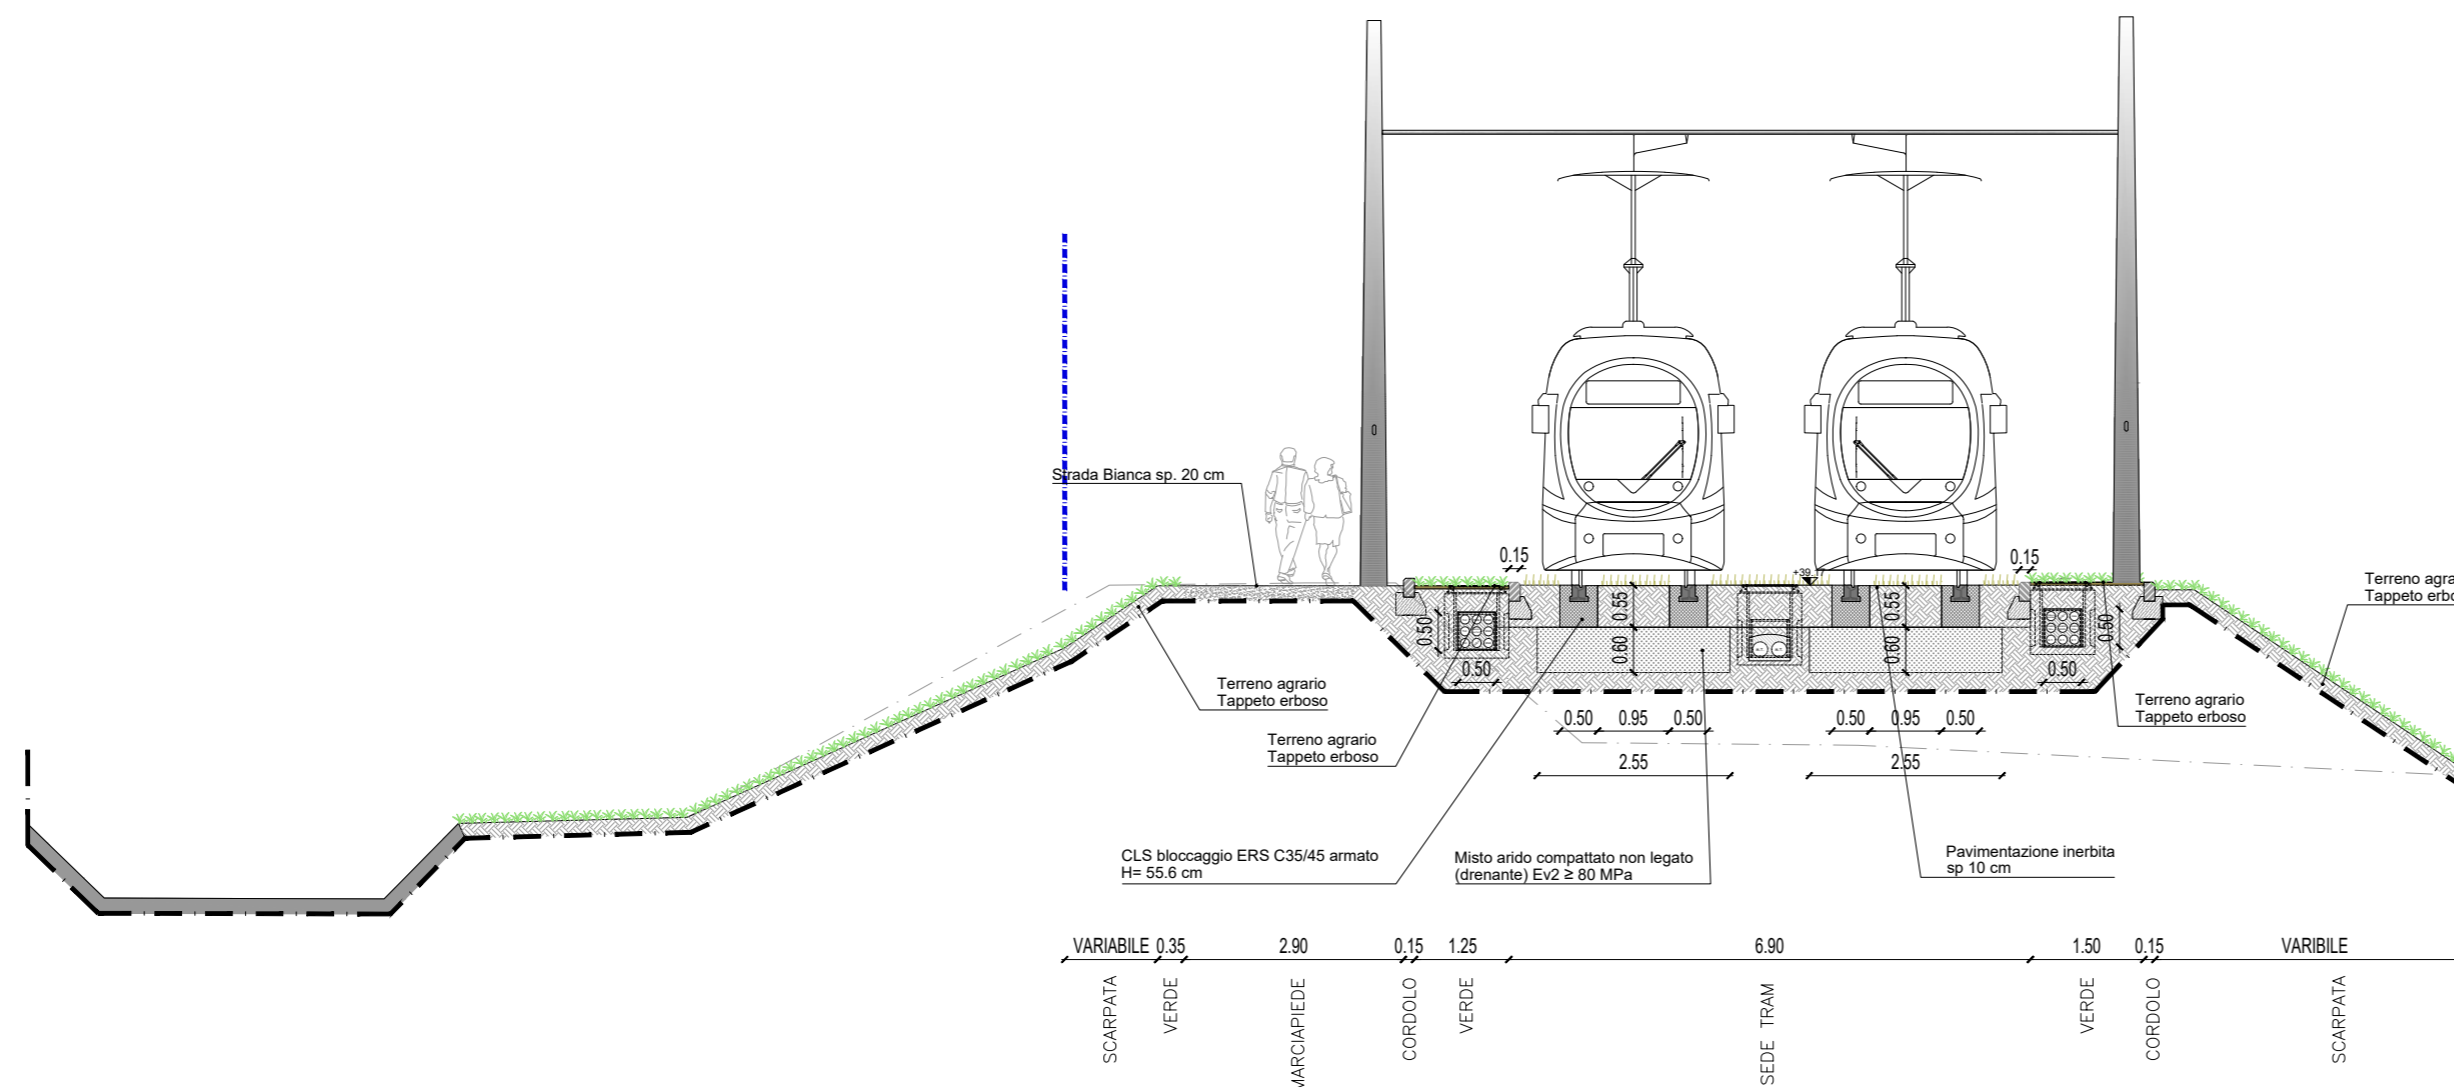 Strada Bianca sp. 20 cm
0.15
0.15
+39.17
Terreno agra
Tappeto erbo
0.55
0.55
0.50
0.50
0.60
0.60
0.50
0.50
Terreno agrario
Tappeto erboso
Terreno agrario
Tappeto erboso
0.50 0.95 0.50
0.50 0.95 0.50
Terreno agrario
Tappeto erboso
2.55
2.55
CLS bloccaggio ERS C35/45 armato
H= 55.6 cm
Misto arido compattato non legato
(drenante) Ev2 ≥ 80 MPa
Pavimentazione inerbita
sp 10 cm
VARIABILE 0.35 2.90 0.15 1.25 6.90 1.50 0.15 VARIBILE
SCARPATA
VERDE
MARCIAPIEDE
CORDOLO
VERDE
SEDE TRAM
VERDE
CORDOLO
SCARPATA